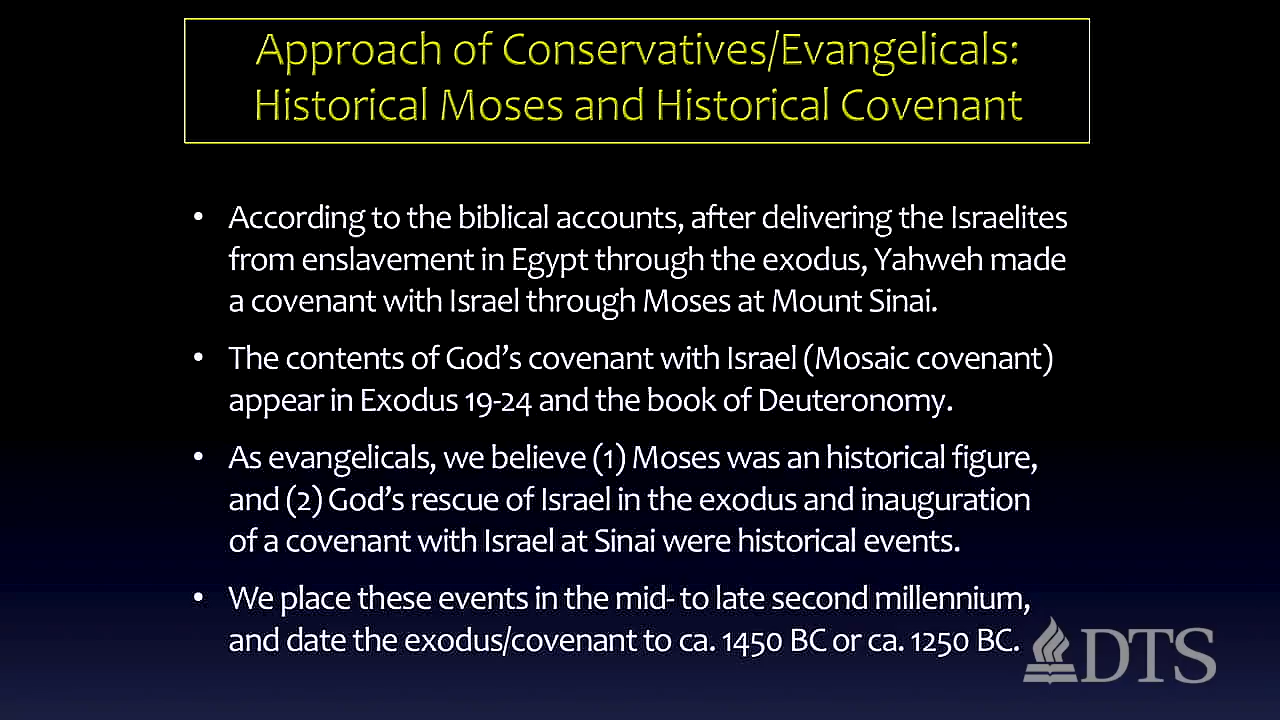 Approach of Conservatives/Evangelicals:
Historical Moses and Historical Covenant
• According to the biblical accounts, after delivering the Israelites
from enslavement in Egypt through the exodus, Yahweh made
a covenant with Israel through Moses at Mount Sinai.
• The contents of God's covenant with Israel (Mosaic covenant)
appear in Exodus 19-24 and the book of Deuteronomy.
• As evangelicals, we believe (1) Moses was an historical figure,
and (2) God's rescue of Israel in the exodus and inauguration
of a covenant with Israel at Sinai were historical events.
• We place these events in the mid- to late second millennium,
and date the exodus/covenant to ca. 1450 BC or ca. 1250 BC.
DTS